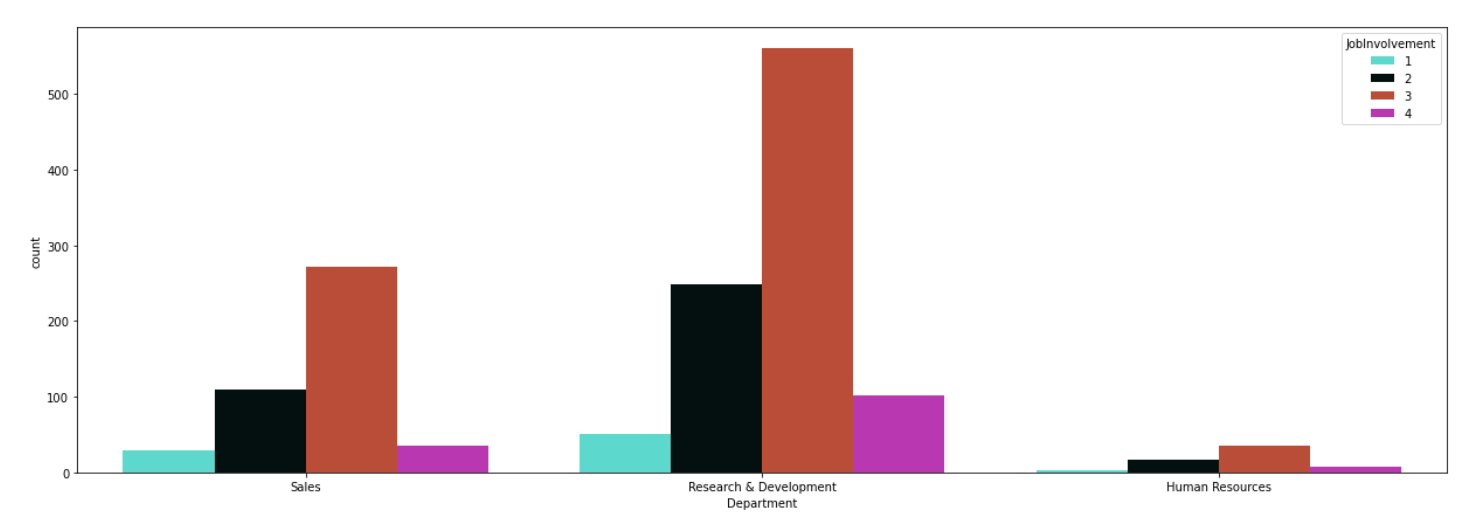 JobInvolvement
1
2
3
4
500
400
300
200
100
0
count
Sales
Research & Development
Human Resources
Department